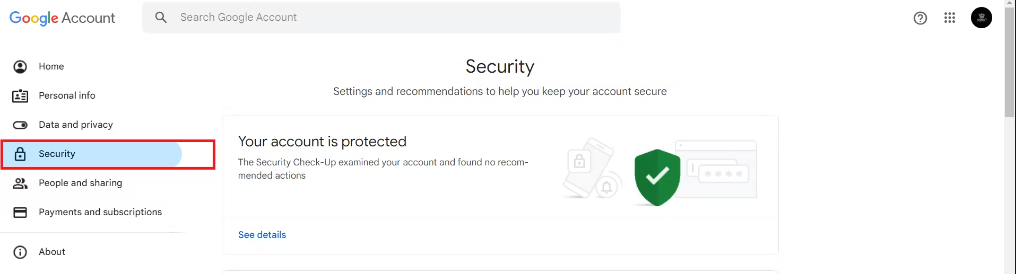 Google Account
Search Google Account
Home
Personal info
Data and privacy
Security
People and sharing
Payments and subscriptions
About
Security
Settings and recommendations to help you keep your account secure
Your account is protected
The Security Check-Up examined your account and found no recom-
mended actions
See details